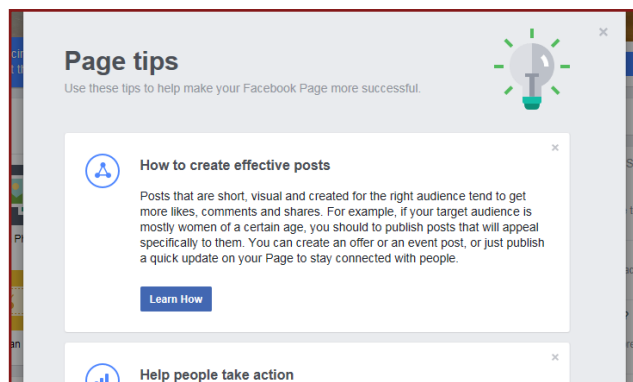 Page tips
Use these tips to help make your Facebook Page more successful.
How to create effective posts
Posts that are short, visual and created for the right audience tend to get
more likes, comments and shares. For example, if your target audience is
mostly women of a certain age, you should to publish posts that will appeal
specifically to them. You can create an offer or an event post, or just publish
a quick update on your Page to stay connected with people.
Learn How
Help people take action